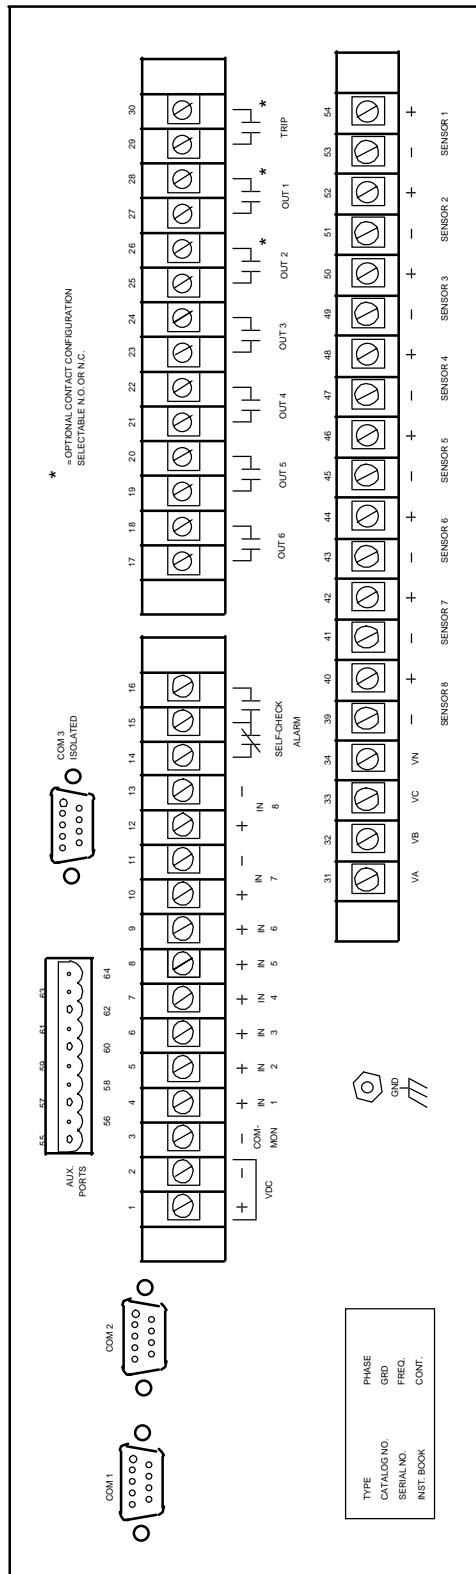 55 57 59 61 63
COM 3
ISOLATED
* = OPTIONAL CONTACT CONFIGURATION
SELECTABLE N.O. OR N.C.
AUX.
PORTS
56 58 60 62 64
COM 1
COM 2
1 2 3 4 5 6 7 8 9 10 11 12 13 14 15 16
17 18 19 20 21 22 23 24 25 26 27 28 29 30
+ − − + + + + + + + − + −
VDC
COM-
MON
IN
1
IN
2
IN
3
IN
4
IN
5
IN
6
IN
7
IN
8
SELF-CHECK
ALARM
* * *
OUT 6
OUT 5
OUT 4
OUT 3
OUT 2
OUT 1
TRIP
31 32 33 34 39 40 41 42 43 44 45 46 47 48 49 50 51 52 53 54
VA VB VC VN − + − + − + − + − + − + − + − +
SENSOR 8
SENSOR 7
SENSOR 6
SENSOR 5
SENSOR 4
SENSOR 3
SENSOR 2
SENSOR 1
GND
TYPE PHASE
CATALOG NO. GRD
SERIAL NO. FREQ.
INST. BOOK CONT.